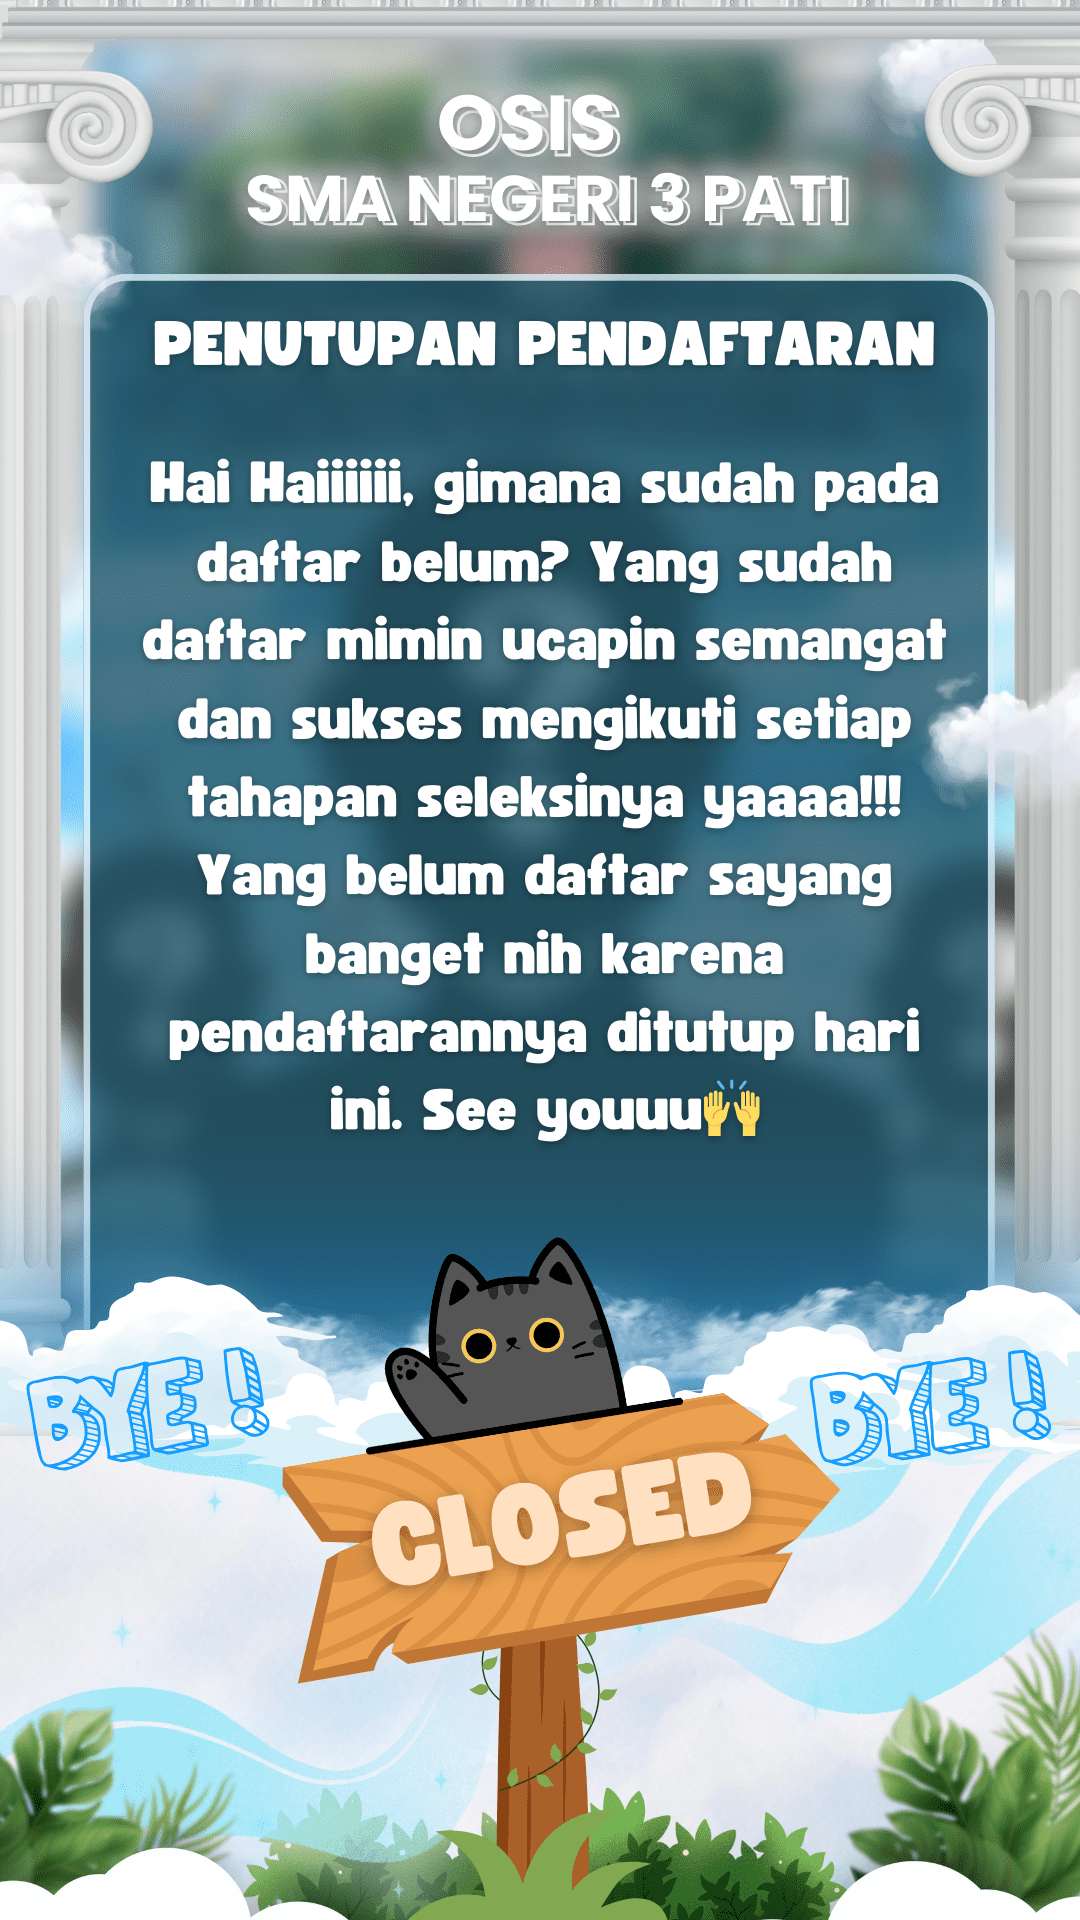 OSIS
SMA NEGERI 3 PATI
PENUTUPAN PENDAFTARAN
Hai Haiiiiii, gimana sudah pada
daftar belum? Yang sudah
daftar mimin ucapin semangat
dan sukses mengikuti setiap
tahapan seleksinya yaaaa!!!
Yang belum daftar sayang
banget nih karena
pendaftarannya ditutup hari
ini. See youuu🙌
BYE!
BYE!
CLOSED